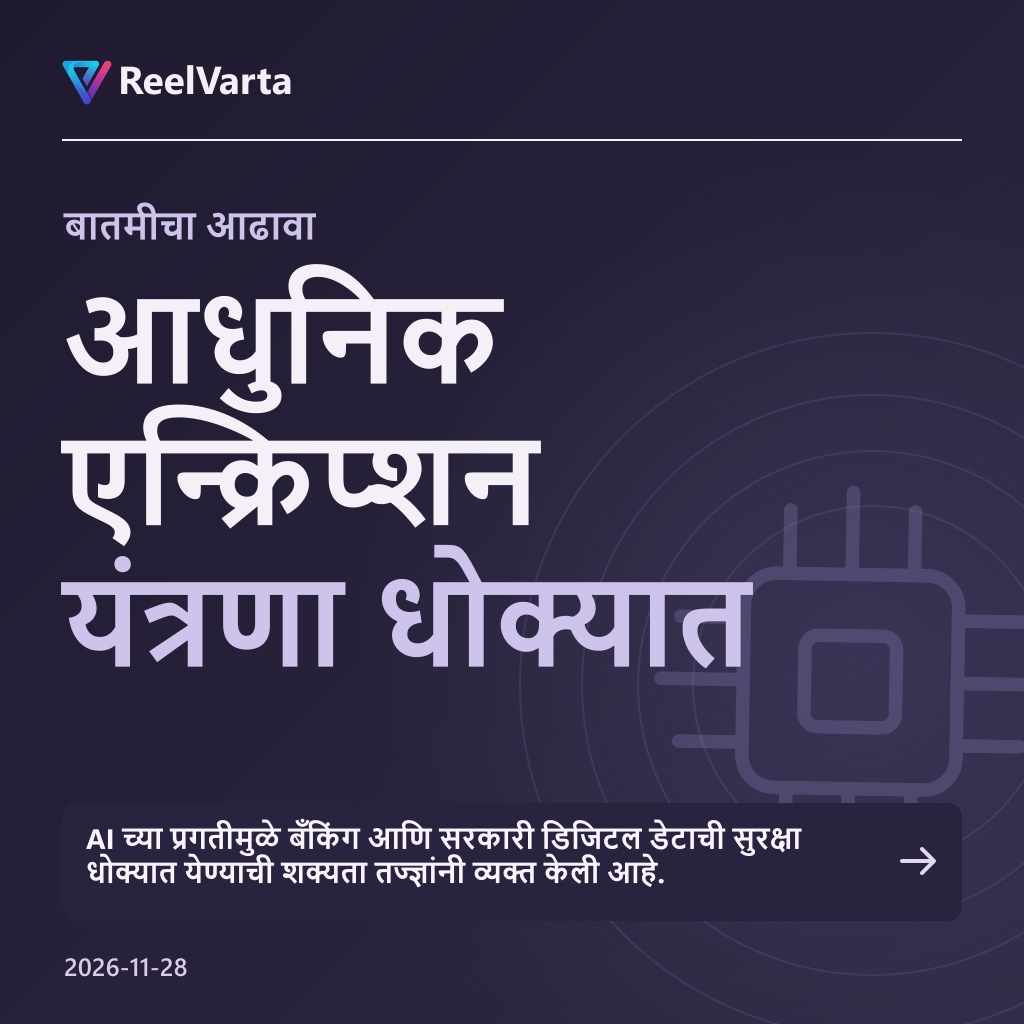 ReelVarta
बातमीचा आढावा
आधुनिक
एन्क्रिप्शन
यंत्रणा धोक्यात
AI च्या प्रगतीमुळे बँकिंग आणि सरकारी डिजिटल डेटाची सुरक्षा
धोक्यात येण्याची शक्यता तज्ज्ञांनी व्यक्त केली आहे.
2026-11-28